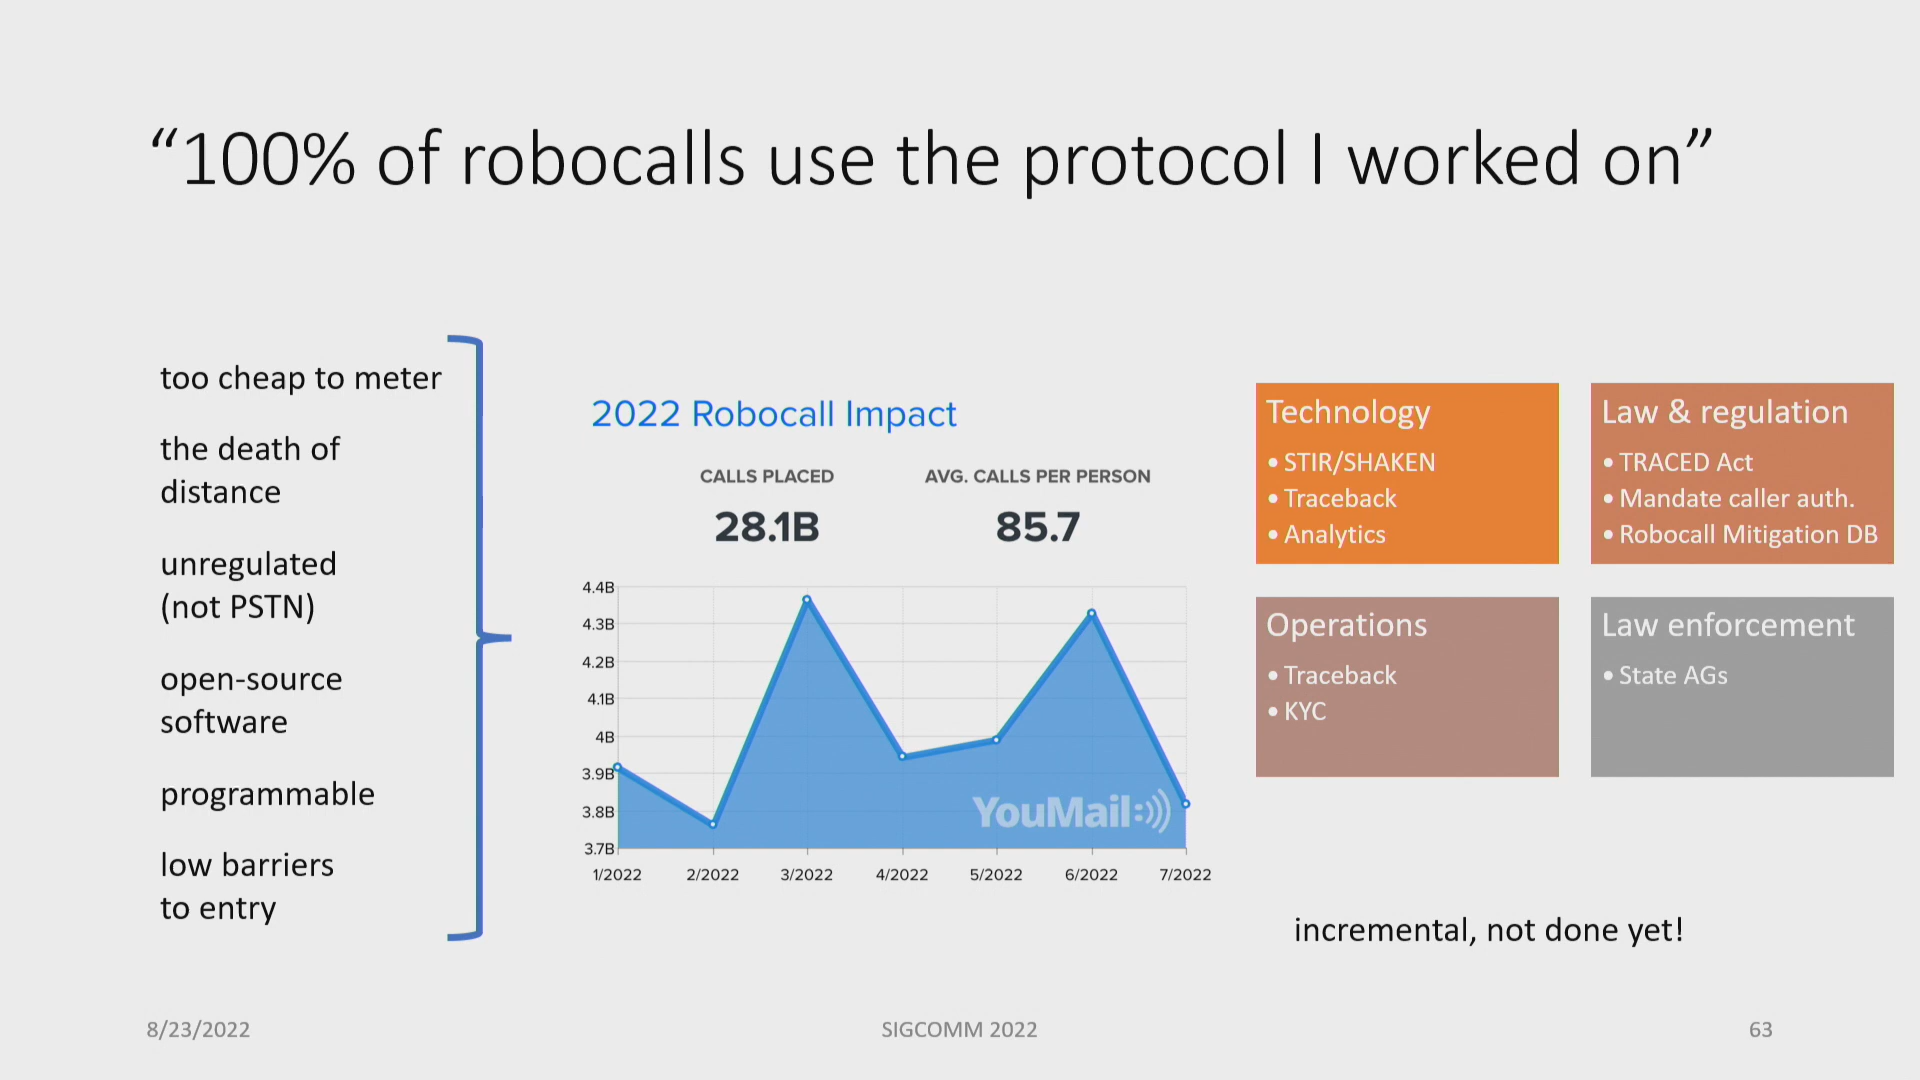 “100% of robocalls use the protocol I worked on”
too cheap to meter
the death of
distance
unregulated
(not PSTN)
open-source
software
programmable
low barriers
to entry
2022 Robocall Impact
CALLS PLACED
28.1B
AVG. CALLS PER PERSON
85.7
4.4B
4.3B
4.2B
4.1B
4B
3.9B
3.8B
3.7B
1/2022 2/2022 3/2022 4/2022 5/2022 6/2022 7/2022
YouMail
Technology
• STIR/SHAKEN
• Traceback
• Analytics
Law & regulation
• TRACED Act
• Mandate caller auth.
• Robocall Mitigation DB
Operations
• Traceback
• KYC
Law enforcement
• State AGs
incremental, not done yet!
8/23/2022
SIGCOMM 2022
63